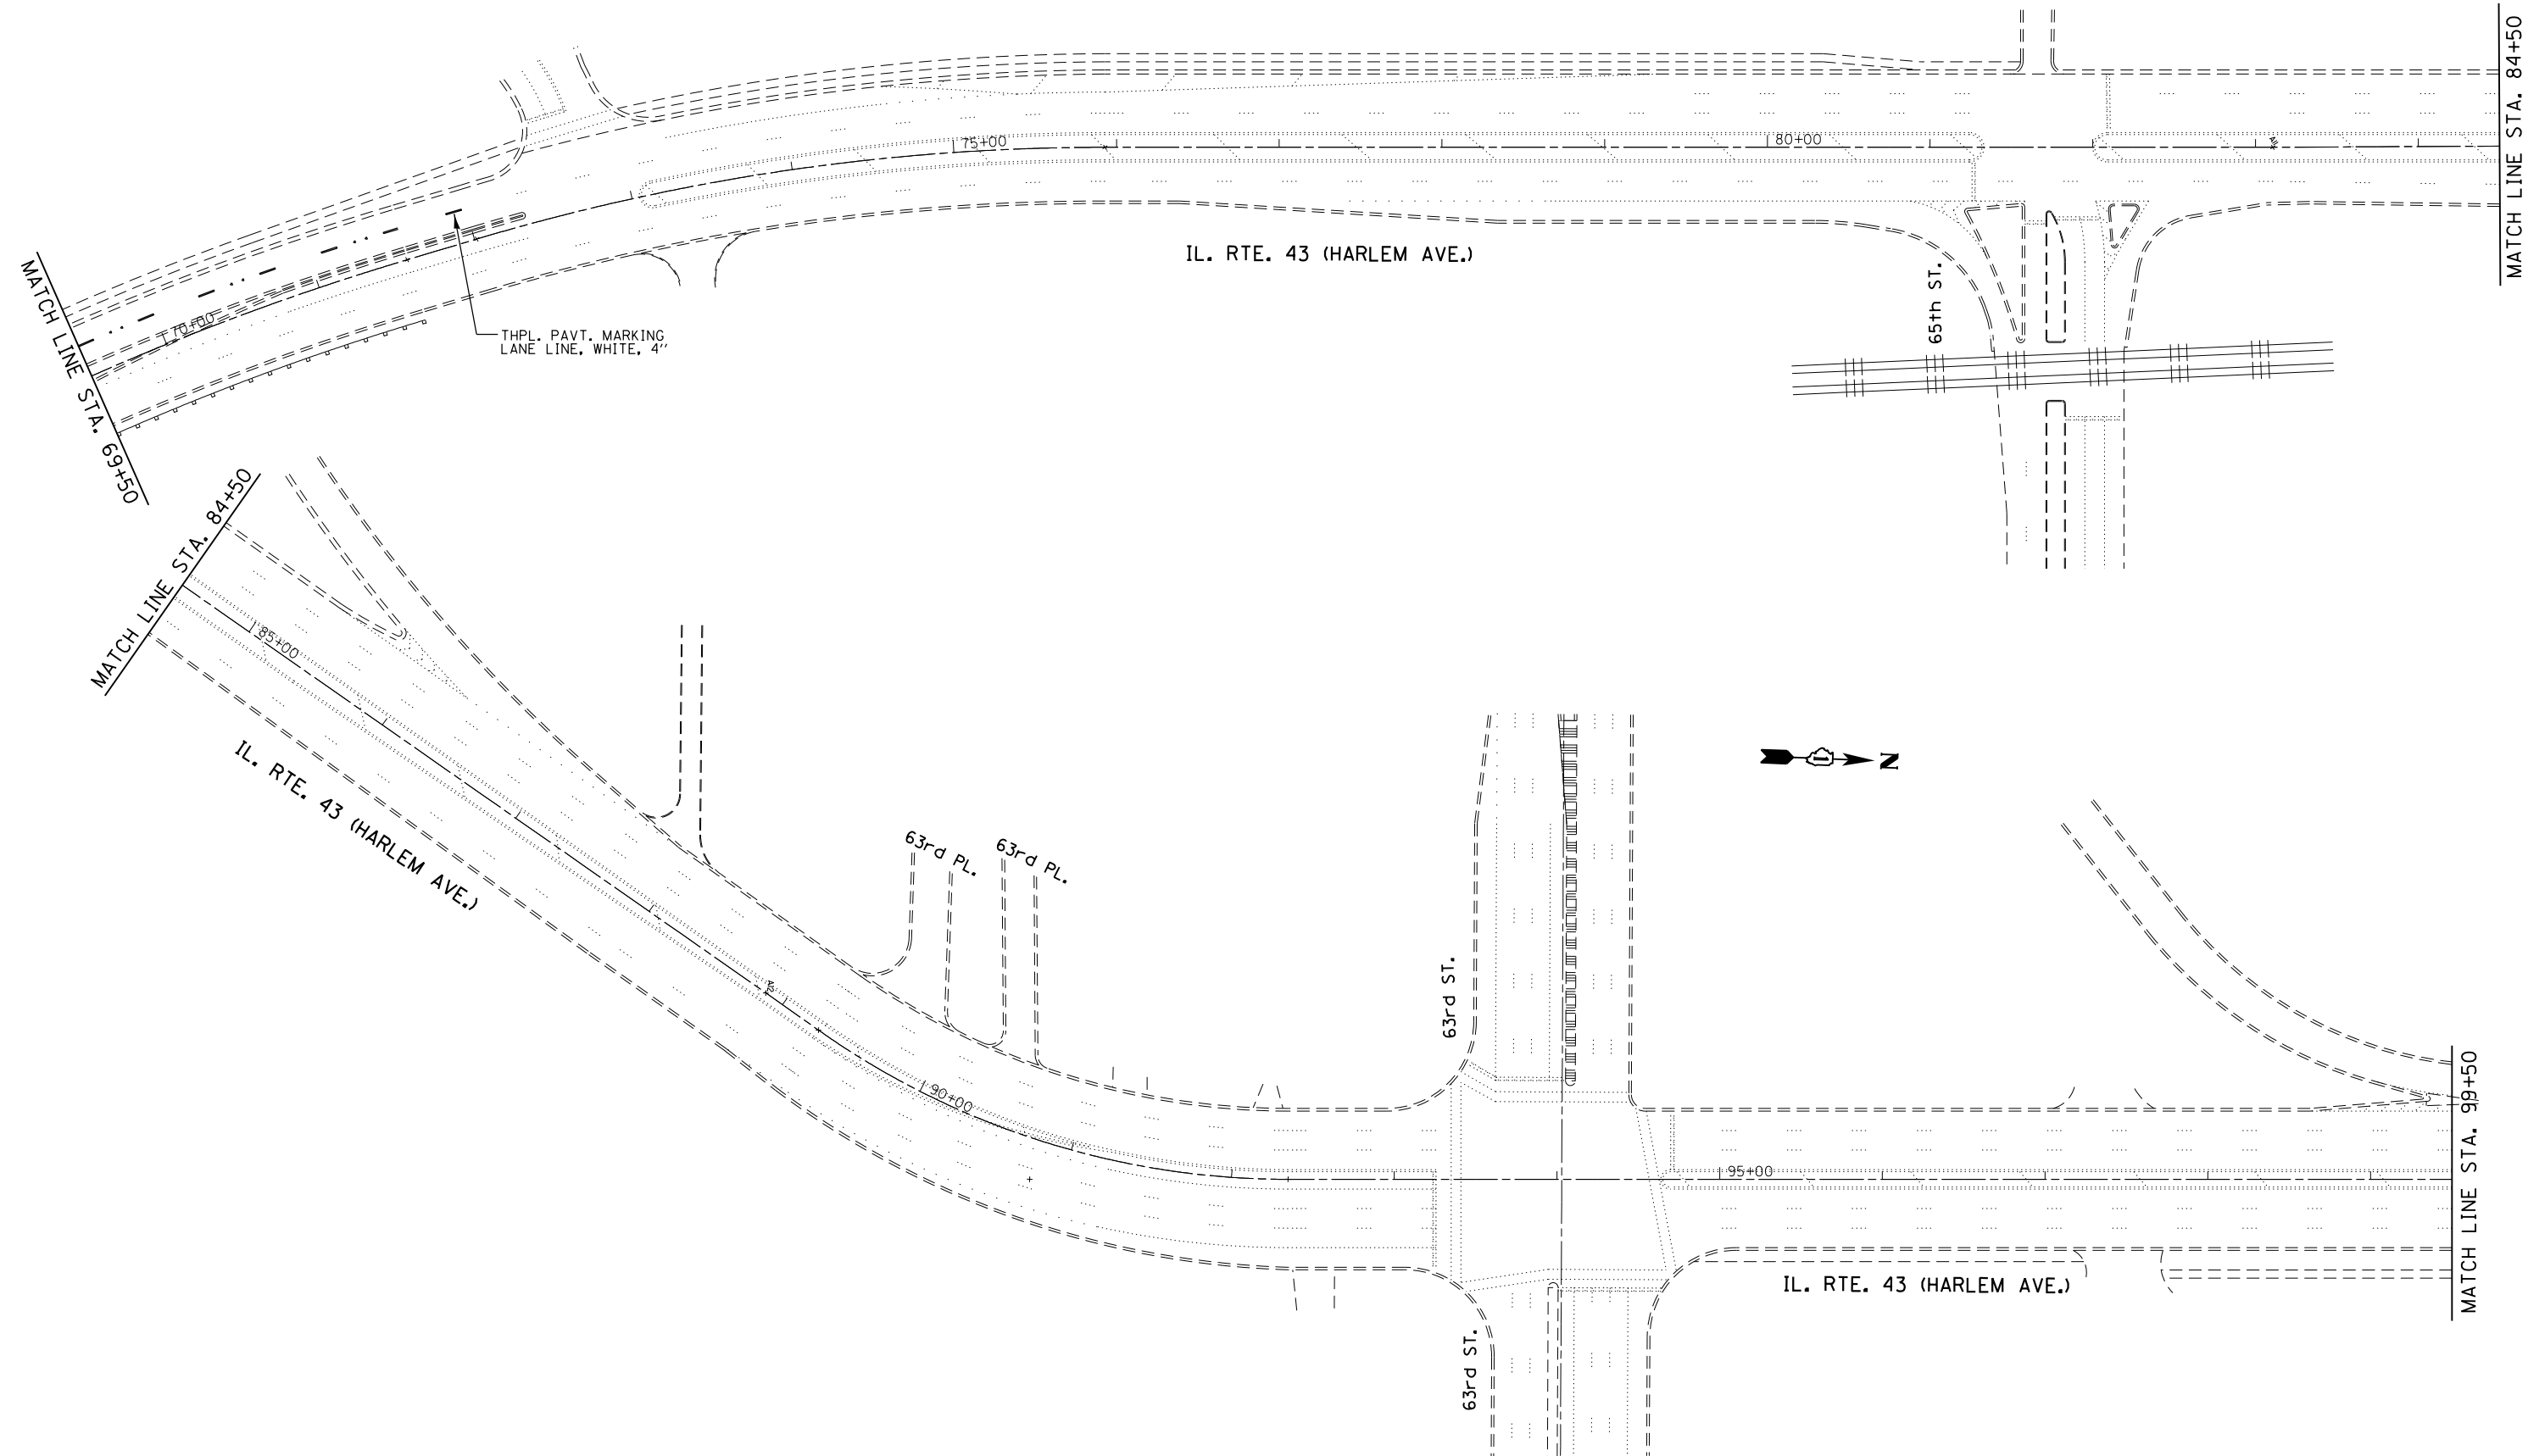 MATCH LINE STA. 69+50
70+00
THPL. PAVT. MARKING
LANE LINE, WHITE, 4"
75+00
IL. RTE. 43 (HARLEM AVE.)
80+00
65th ST.
MATCH LINE STA. 84+50
MATCH LINE STA. 84+50
85+00
IL. RTE. 43 (HARLEM AVE.)
63rd PL.
63rd PL.
90+00
63rd ST.
63rd ST.
N
95+00
IL. RTE. 43 (HARLEM AVE.)
MATCH LINE STA. 99+50